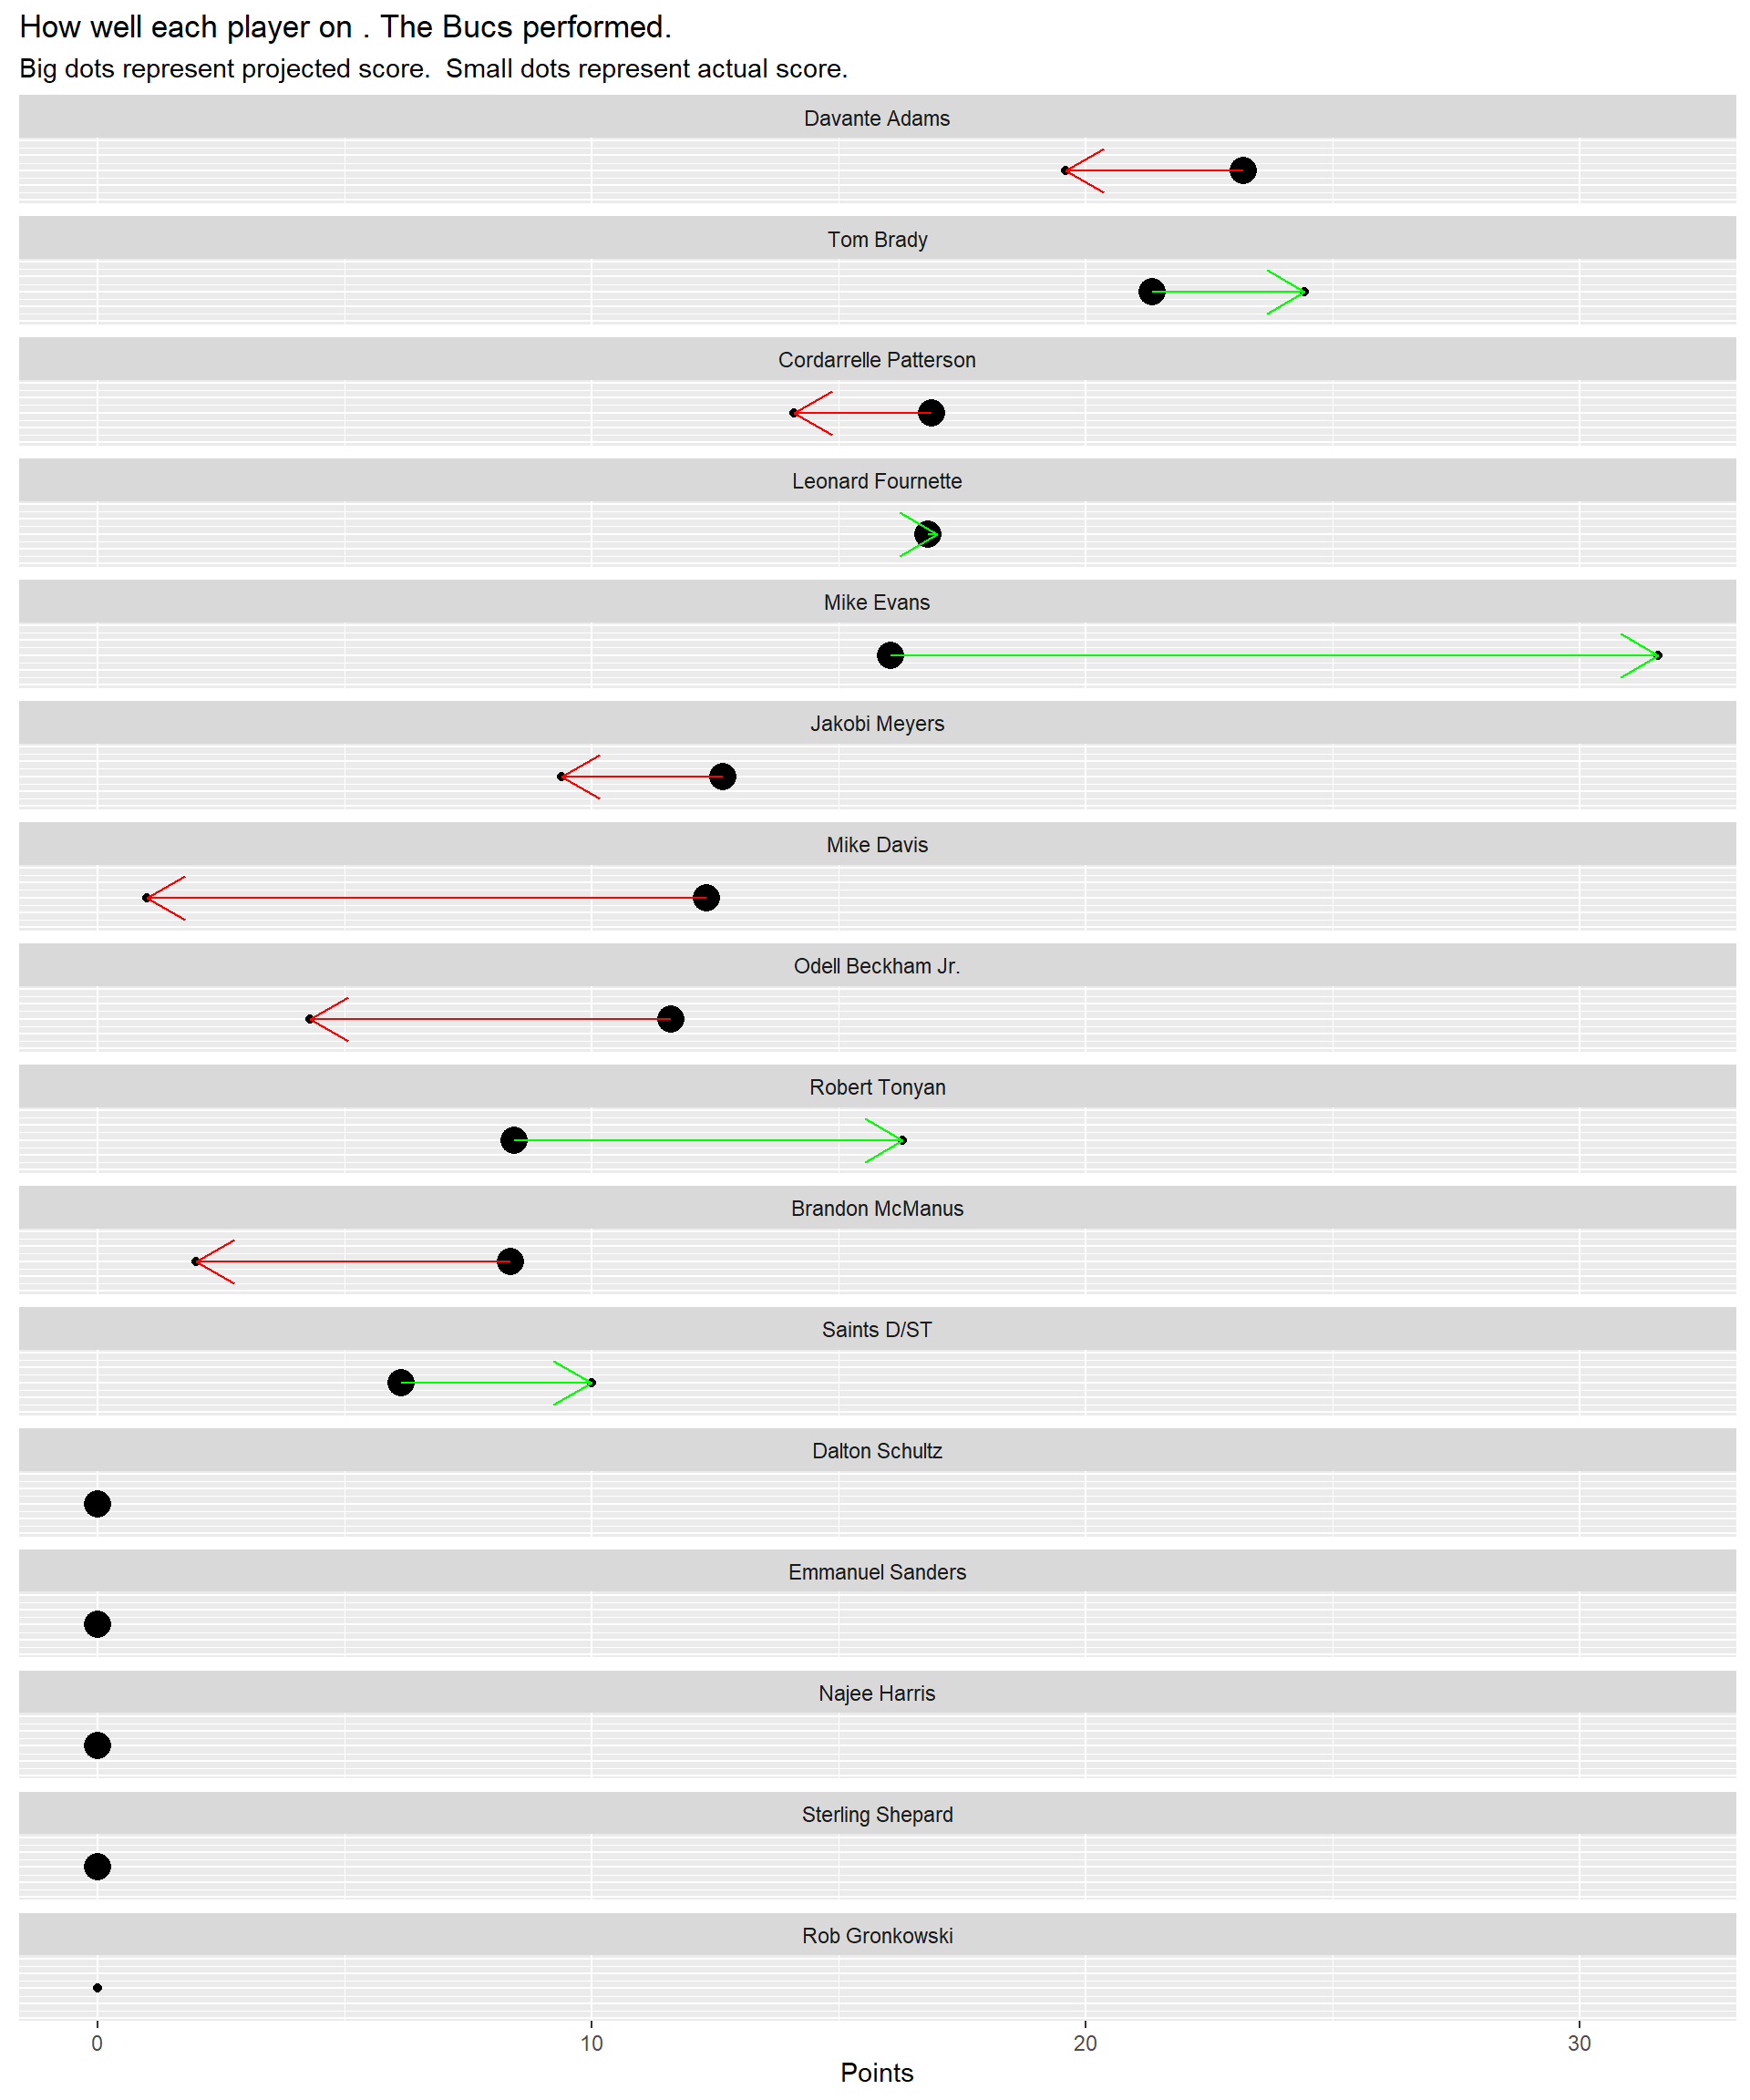 How well each player on . The Bucs performed.
Big dots represent projected score.  Small dots represent actual score.
Davante Adams
Tom Brady
Cordarrelle Patterson
Leonard Fournette
Mike Evans
Jakobi Meyers
Mike Davis
Odell Beckham Jr.
Robert Tonyan
Brandon McManus
Saints D/ST
Dalton Schultz
Emmanuel Sanders
Najee Harris
Sterling Shepard
Rob Gronkowski
0 10 20 30
Points